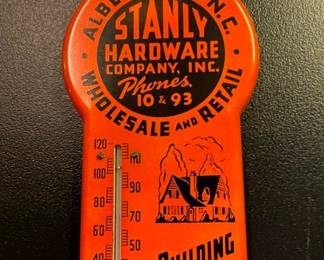 N.C.
STANLY
HARDWARE
COMPANY, INC.
Phones
10 & 93
WHOLESALE AND RETAIL
120
110
100
90
80
70
60
50
40
BUILDING